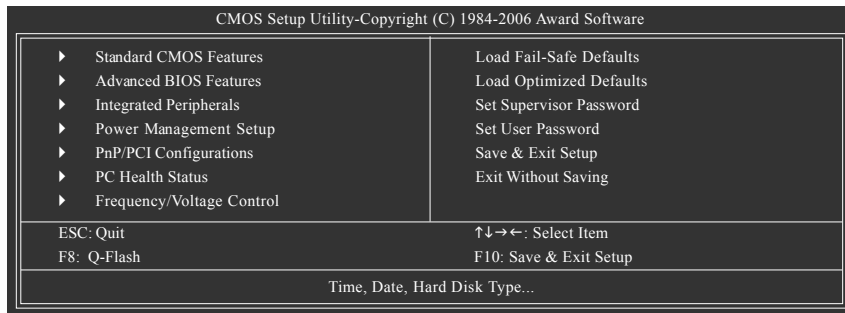 CMOS Setup Utility-Copyright (C) 1984-2006 Award Software
Standard CMOS Features
Advanced BIOS Features
Integrated Peripherals
Power Management Setup
PnP/PCI Configurations
PC Health Status
Frequency/Voltage Control
Load Fail-Safe Defaults
Load Optimized Defaults
Set Supervisor Password
Set User Password
Save & Exit Setup
Exit Without Saving
ESC: Quit
↑↓→←: Select Item
F8: Q-Flash
F10: Save & Exit Setup
Time, Date, Hard Disk Type...